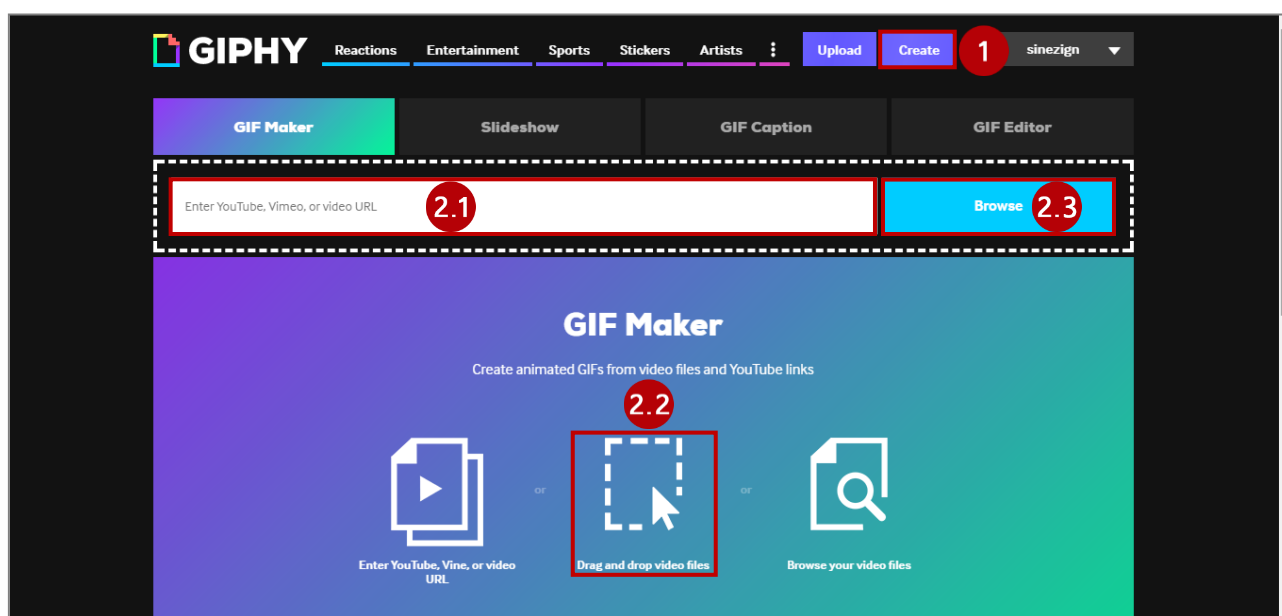 GIPHY Reactions Entertainment Sports Stickers Artists Upload Create 1 sinezign
GIF Maker Slideshow GIF Caption GIF Editor
Enter YouTube, Vimeo, or video URL 2.1 Browse 2.3
GIF Maker
Create animated GIFs from video files and YouTube links
2.2
or or
Enter YouTube, Vine, or video
URL
Drag and drop video files
Browse your video files